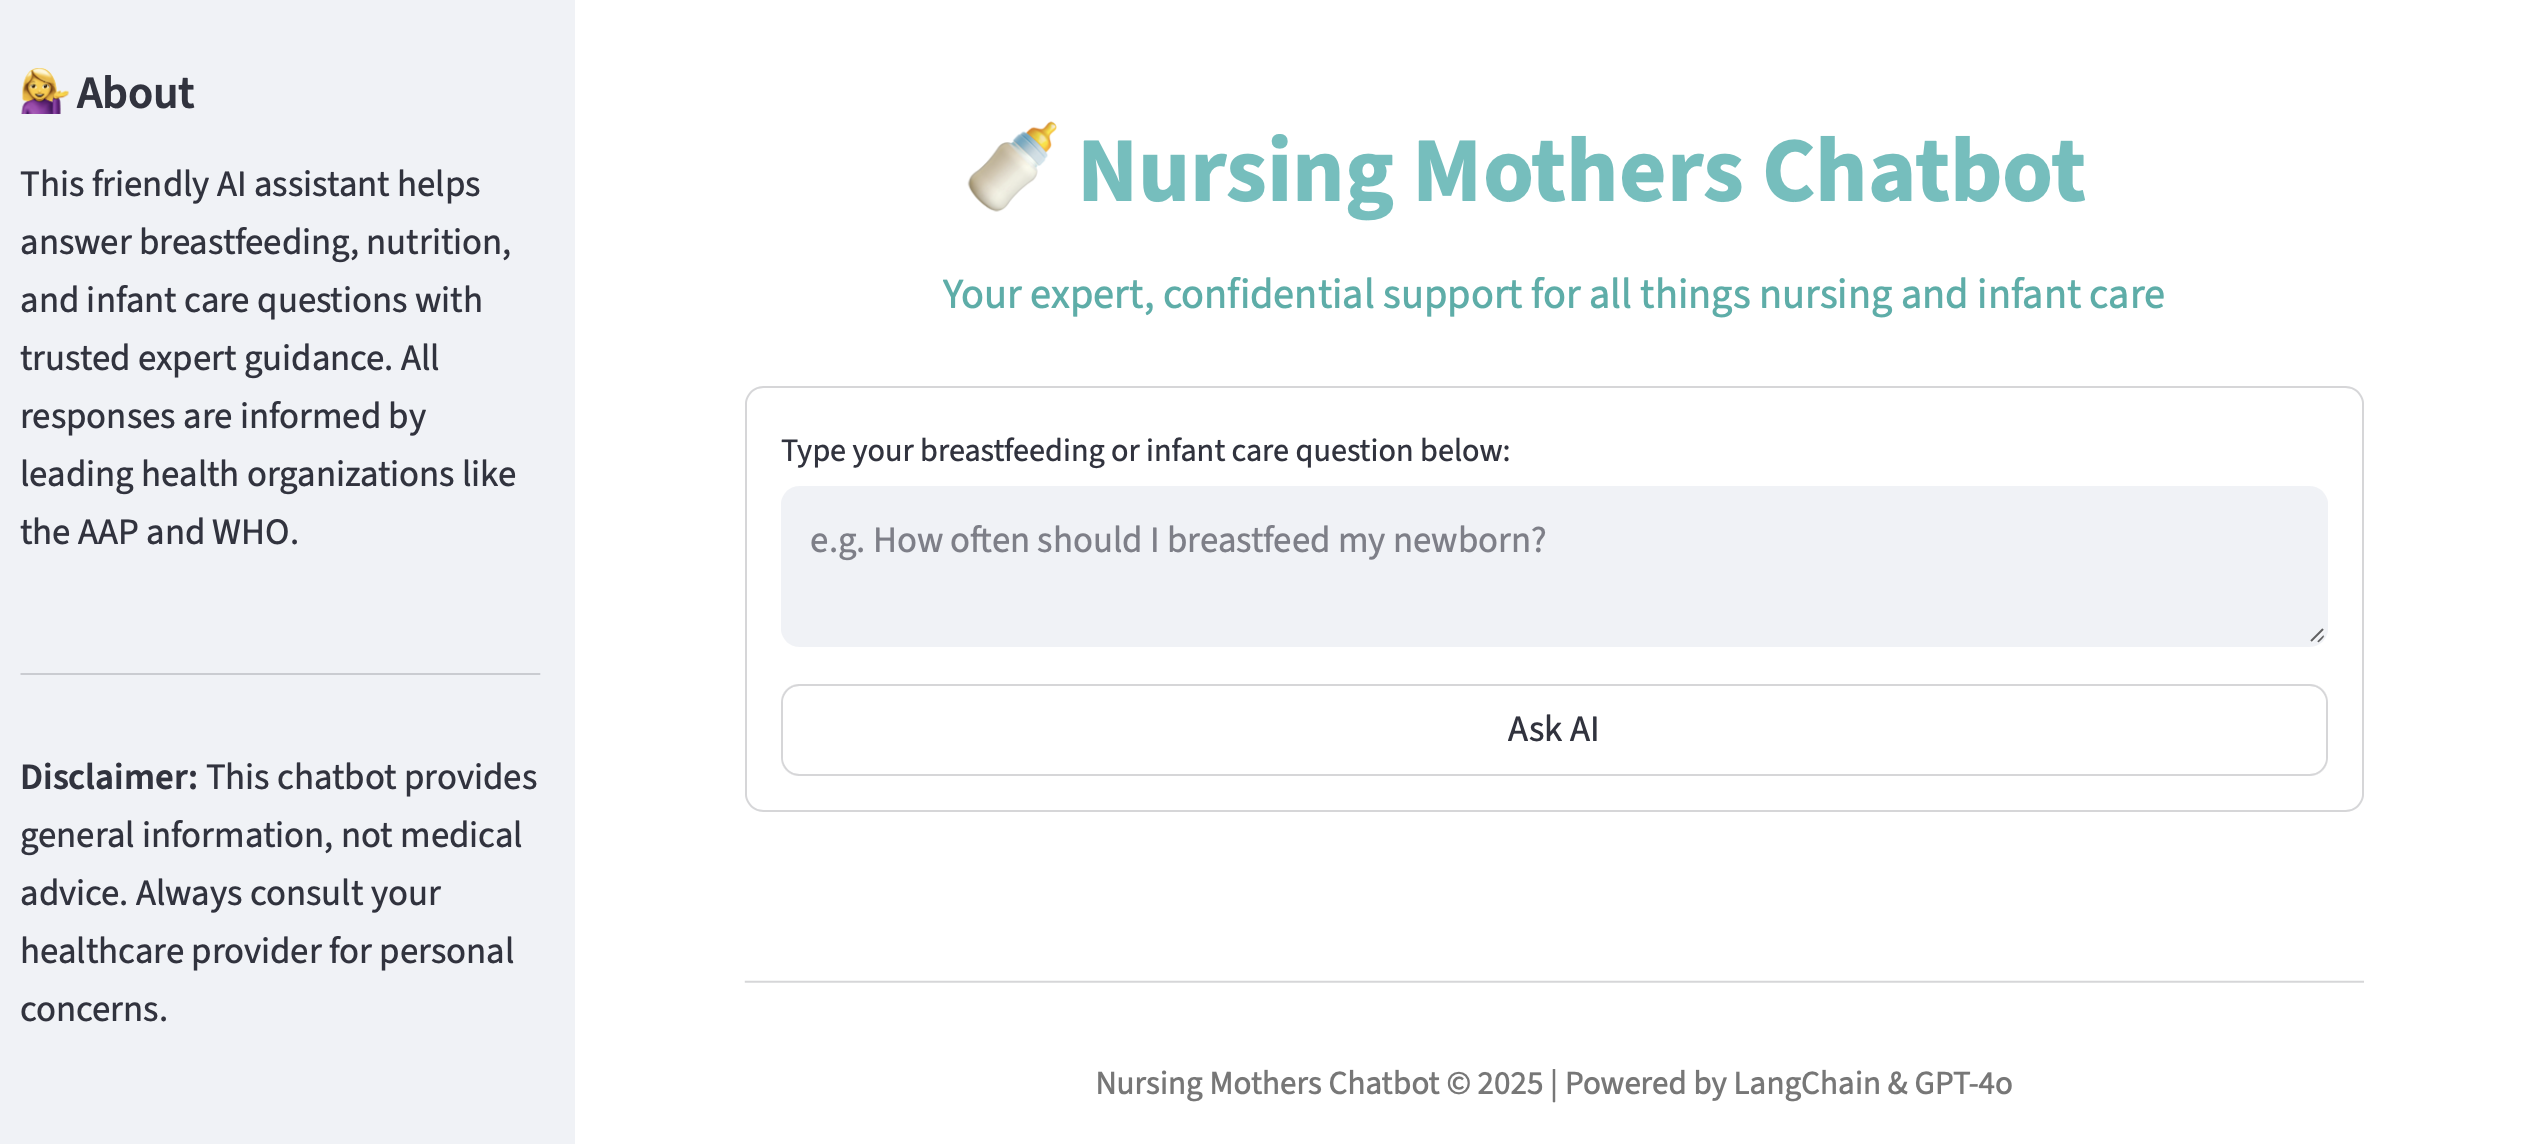 About
This friendly AI assistant helps
answer breastfeeding, nutrition,
and infant care questions with
trusted expert guidance. All
responses are informed by
leading health organizations like
the AAP and WHO.
Disclaimer: This chatbot provides
general information, not medical
advice. Always consult your
healthcare provider for personal
concerns.
Nursing Mothers Chatbot
Your expert, confidential support for all things nursing and infant care
Type your breastfeeding or infant care question below:
e.g. How often should I breastfeed my newborn?
Ask AI
Nursing Mothers Chatbot © 2025 | Powered by LangChain & GPT-4o